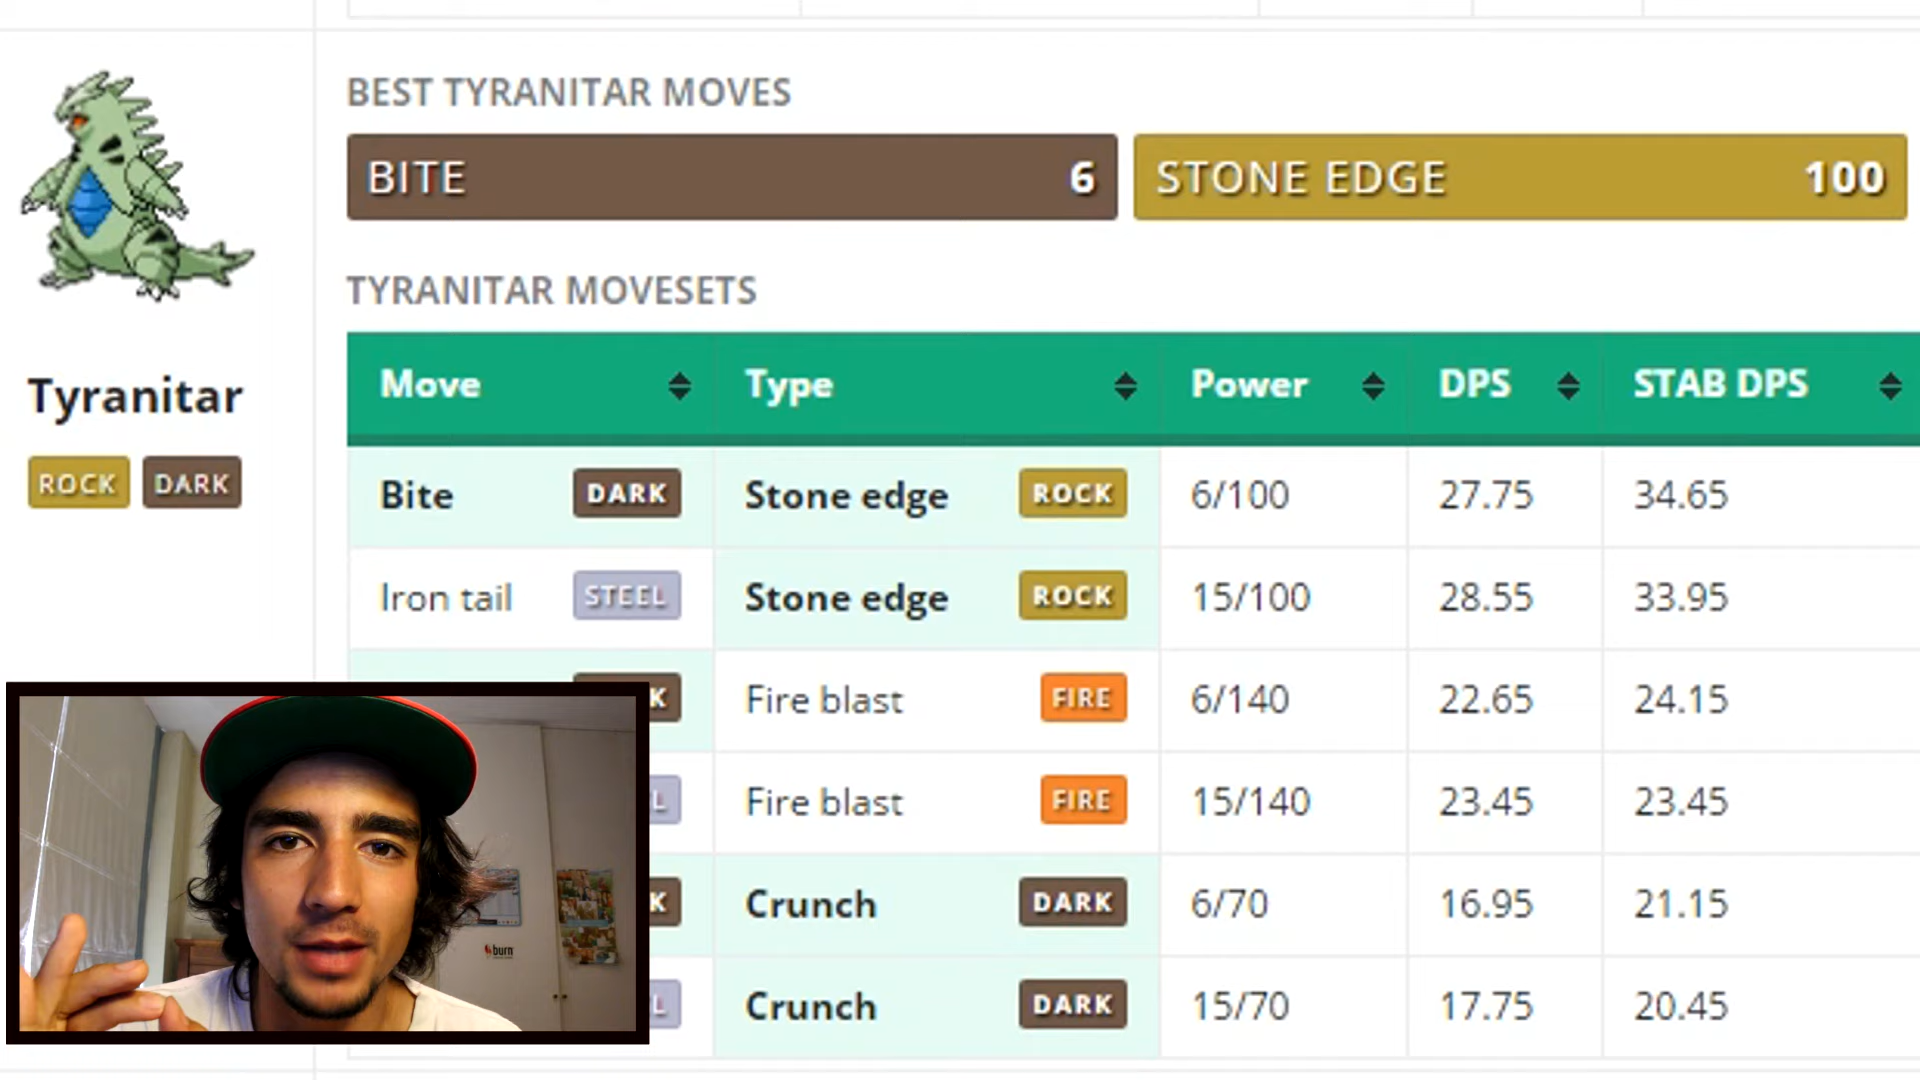 BEST TYRANITAR MOVES
BITE 6 STONE EDGE 100
TYRANITAR MOVESETS
Tyranitar
ROCK DARK
Move Type Power DPS STAB DPS
Bite DARK Stone edge ROCK 6/100 27.75 34.65
Iron tail STEEL Stone edge ROCK 15/100 28.55 33.95
K Fire blast FIRE 6/140 22.65 24.15
L Fire blast FIRE 15/140 23.45 23.45
K Crunch DARK 6/70 16.95 21.15
L Crunch DARK 15/70 17.75 20.45
burn